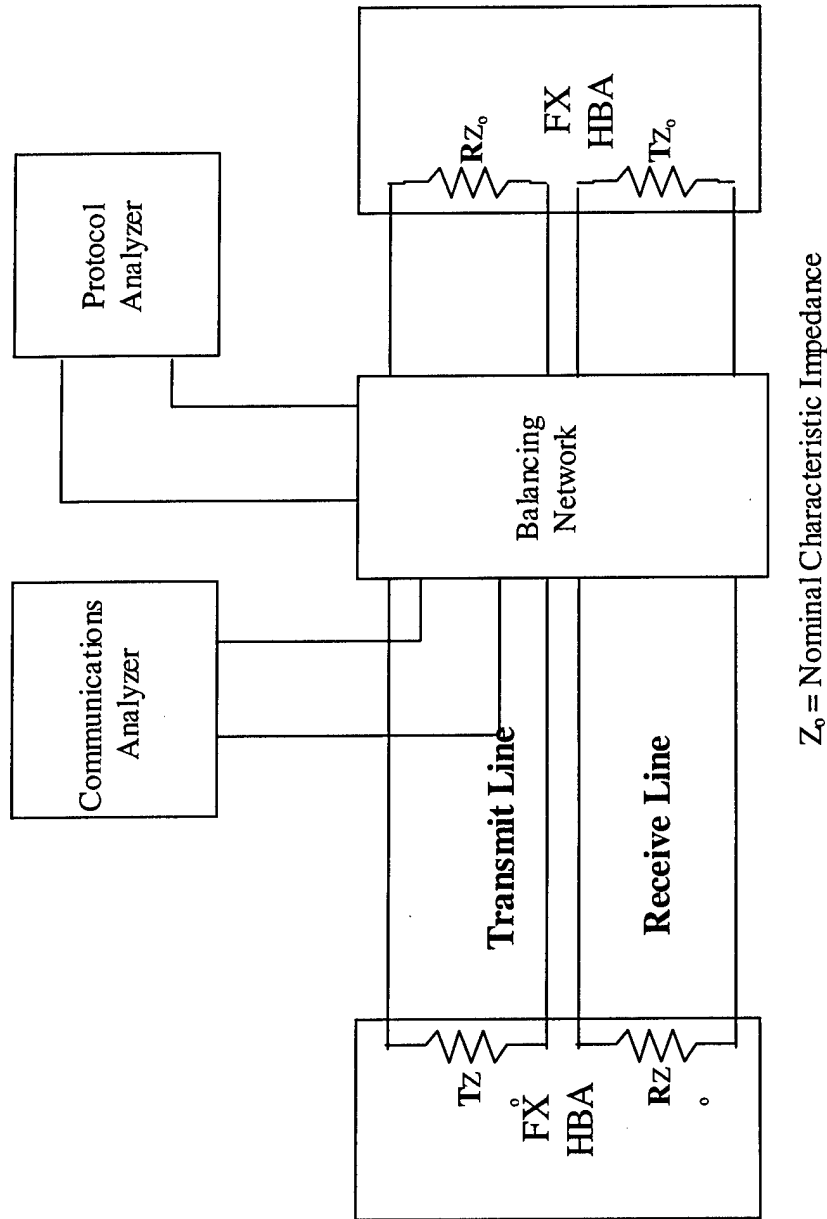 Communications
Analyzer
Protocol
Analyzer
Transmit Line
Receive Line
Balancing
Network
TZ
o
FX
HBA
RZ
o
RZₒ
FX
HBA
TZₒ
Zₒ = Nominal Characteristic Impedance